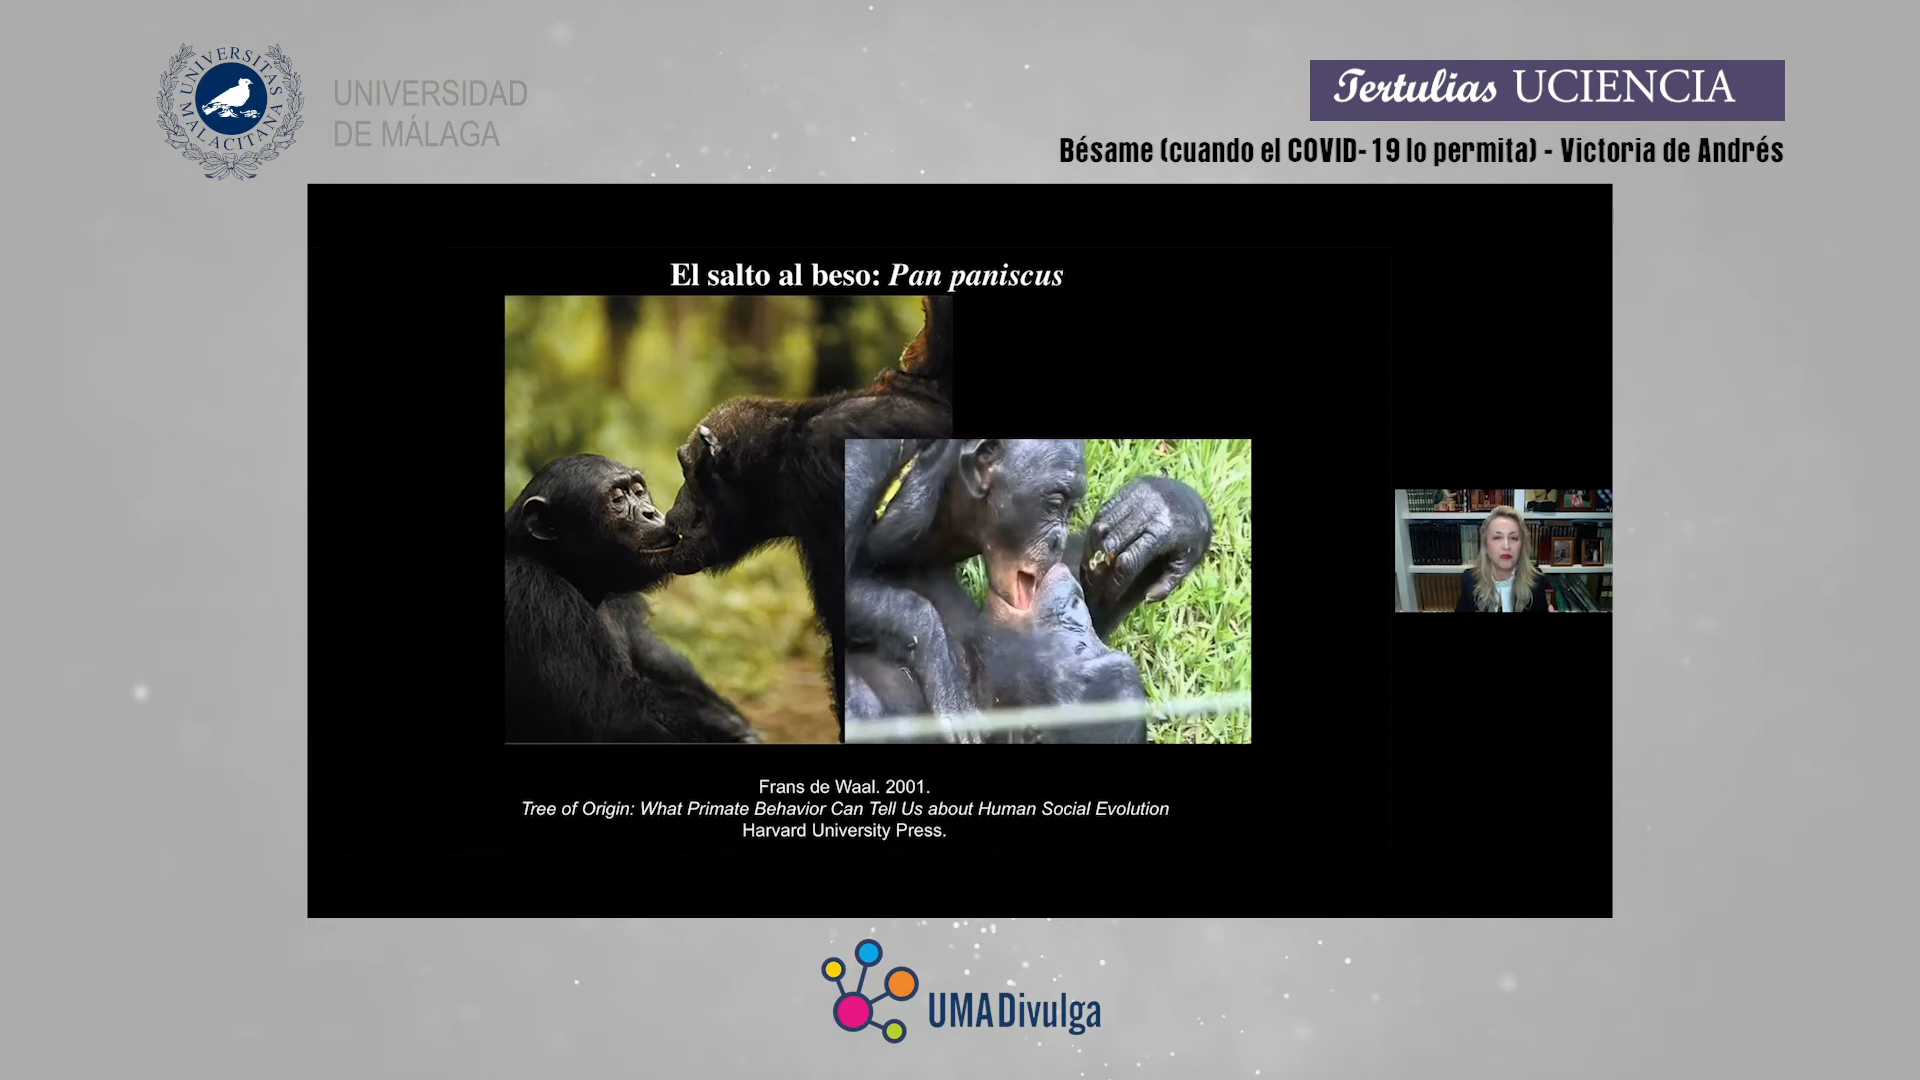 UNIVERSITAS MALACITANA
UNIVERSIDAD
DE MÁLAGA
Tertulias UCIENCIA
Bésame (cuando el COVID-19 lo permita) - Victoria de Andrés
El salto al beso: Pan paniscus
Frans de Waal. 2001.
Tree of Origin: What Primate Behavior Can Tell Us about Human Social Evolution
Harvard University Press.
UMADivulga